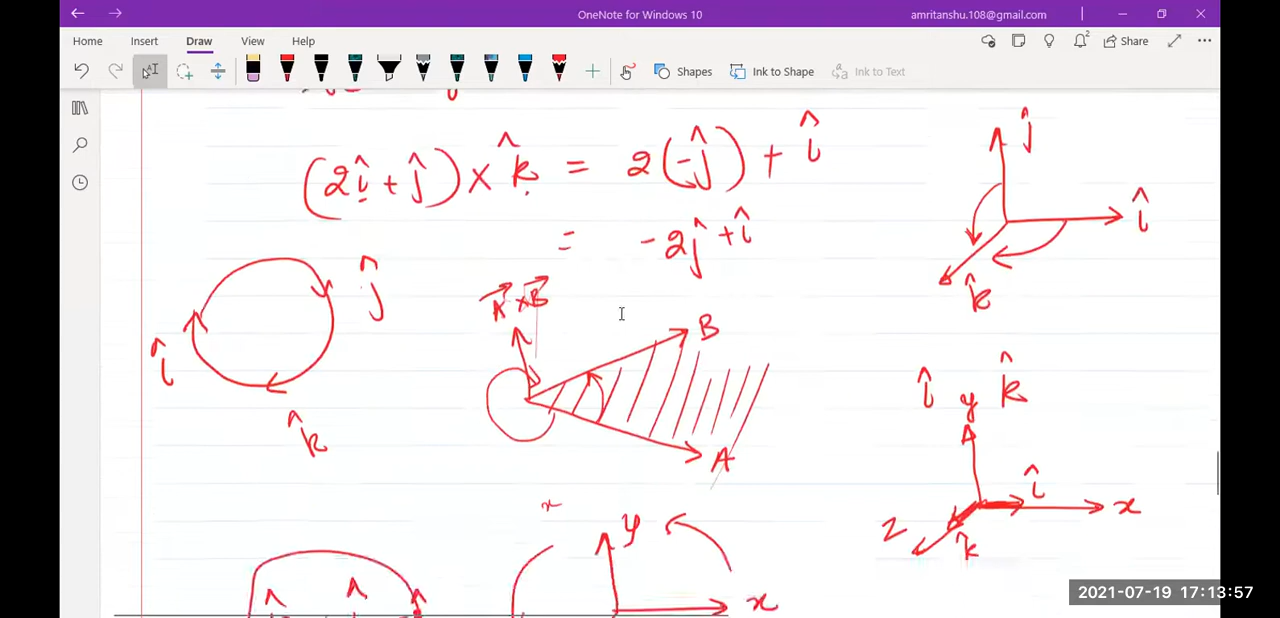 OneNote for Windows 10
amritanshu.108@gmail.com
Home Insert Draw View Help
Share
Shapes
Ink to Shape
Ink to Text
(2î + ĵ) × k̂ = 2(-ĵ) + î
= -2ĵ + î
ĵ
î
k̂
ĵ
î
k̂
A⃗ × B⃗
B
A
î k̂
y
î
x
z
k̂
x
y
x
2021-07-19 17:13:57